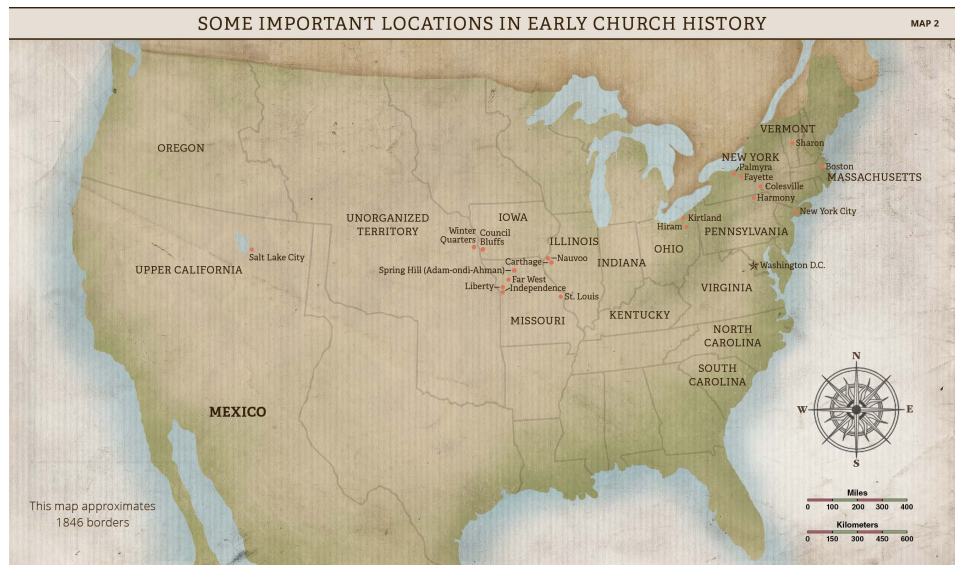 SOME IMPORTANT LOCATIONS IN EARLY CHURCH HISTORY
MAP 2
VERMONT
Sharon
OREGON
NEW YORK
Palmyra
Boston
Fayette
MASSACHUSETTS
Colesville
Harmony
New York City
UNORGANIZED
TERRITORY
IOWA
Kirtland
Hiram
PENNSYLVANIA
Winter
Quarters
Council
Bluffs
ILLINOIS
OHIO
Salt Lake City
Carthage
Nauvoo
INDIANA
Washington D.C.
UPPER CALIFORNIA
Spring Hill (Adam-ondi-Ahman)
Far West
Liberty
Independence
VIRGINIA
St. Louis
MISSOURI
KENTUCKY
NORTH
CAROLINA
SOUTH
CAROLINA
MEXICO
N
W
E
S
This map approximates
1846 borders
Miles
0 100 200 300 400
Kilometers
0 150 300 450 600